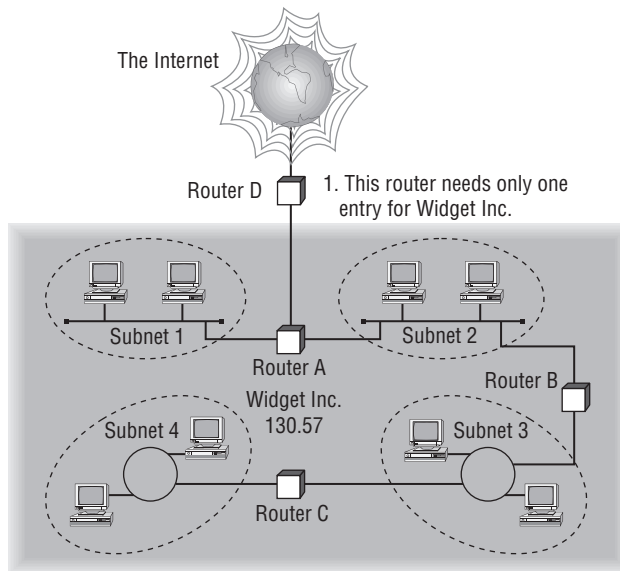 The Internet
Router D
1. This router needs only one
entry for Widget Inc.
Subnet 1
Subnet 2
Router A
Router B
Widget Inc.
130.57
Subnet 4
Subnet 3
Router C